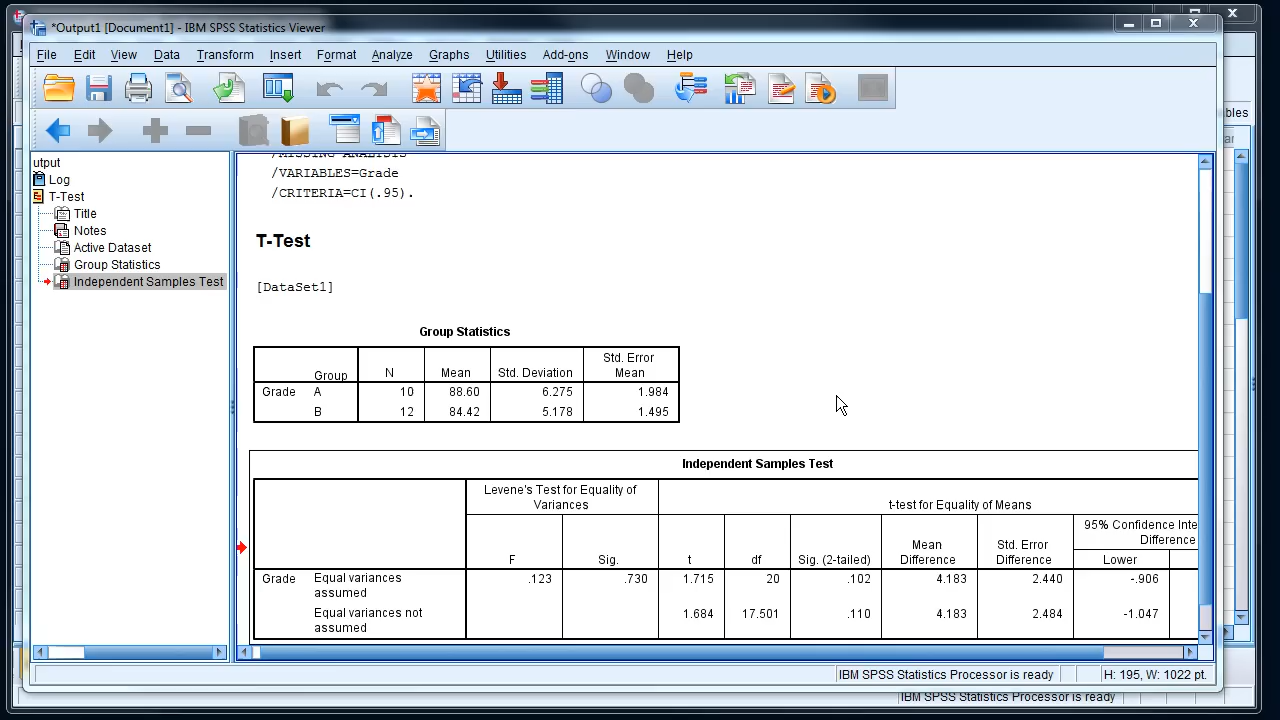 *Output1 [Document1] - IBM SPSS Statistics Viewer
File Edit View Data Transform Insert Format Analyze Graphs Utilities Add-ons Window Help
bles
utput
Log
T-Test
Title
Notes
Active Dataset
Group Statistics
Independent Samples Test
/MISSING=ANALYSIS
/VARIABLES=Grade
/CRITERIA=CI(.95).
T-Test
[DataSet1]
Group Statistics
Group N Mean Std. Deviation Std. Error Mean
Grade A 10 88.60 6.275 1.984
B 12 84.42 5.178 1.495
Independent Samples Test
Levene's Test for Equality of Variances t-test for Equality of Means
95% Confidence Inte
Difference
F Sig. t df Sig. (2-tailed) Mean Difference Std. Error Difference Lower
Grade Equal variances assumed .123 .730 1.715 20 .102 4.183 2.440 -.906
Equal variances not assumed 1.684 17.501 .110 4.183 2.484 -1.047
IBM SPSS Statistics Processor is ready H: 195, W: 1022 pt.
IBM SPSS Statistics Processor is ready